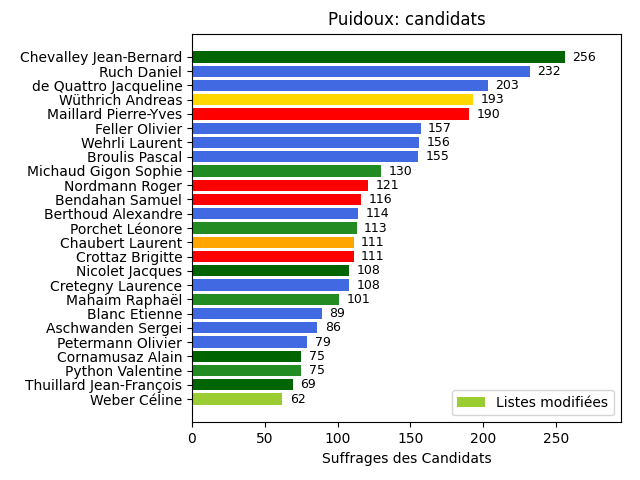 Puidoux: candidats
Chevalley Jean-Bernard 256
Ruch Daniel 232
de Quattro Jacqueline 203
Wüthrich Andreas 193
Maillard Pierre-Yves 190
Feller Olivier 157
Wehrli Laurent 156
Broulis Pascal 155
Michaud Gigon Sophie 130
Nordmann Roger 121
Bendahan Samuel 116
Berthoud Alexandre 114
Porchet Léonore 113
Chaubert Laurent 111
Crottaz Brigitte 111
Nicolet Jacques 108
Cretegny Laurence 108
Mahaim Raphaël 101
Blanc Etienne 89
Aschwanden Sergei 86
Petermann Olivier 79
Cornamusaz Alain 75
Python Valentine 75
Thuillard Jean-François 69
Weber Céline 62
Listes modifiées
0 50 100 150 200 250
Suffrages des Candidats